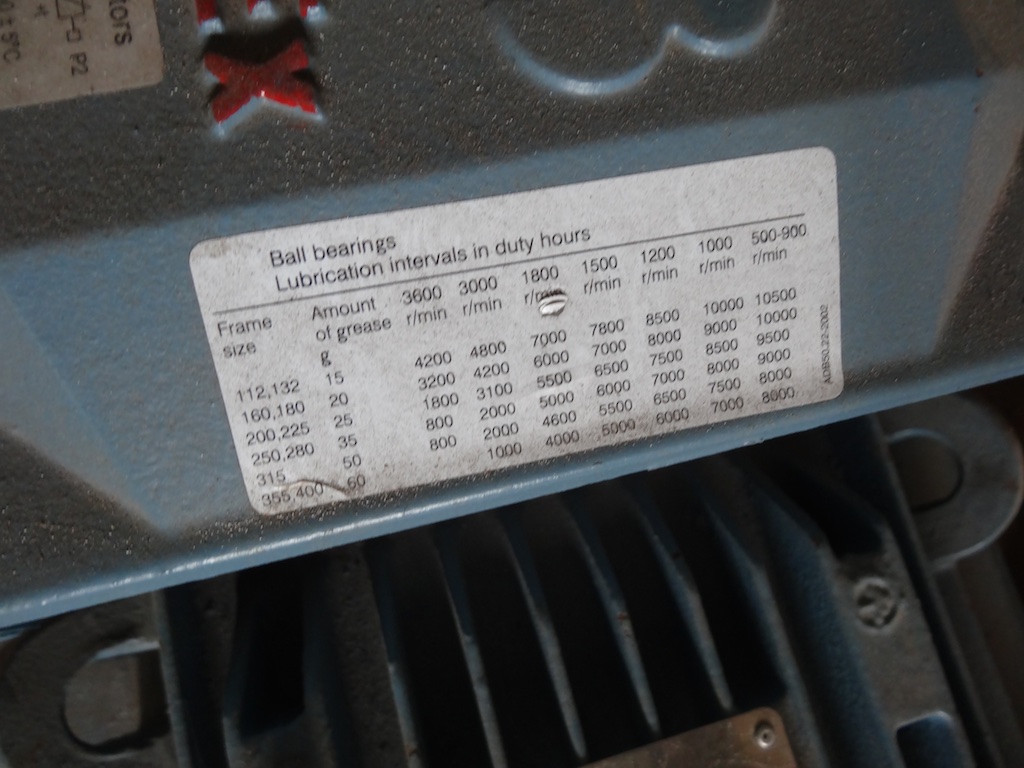 tors
P2
X
Ball bearings
Lubrication intervals in duty hours
Frame size Amount of grease g 3600 r/min 3000 r/min 1800 r/min 1500 r/min 1200 r/min 1000 r/min 500-900 r/min
112,132 15 4200 4800 7000 7800 8500 10000 10500
160,180 20 3200 4200 6000 7000 8000 9000 10000
200,225 25 1800 3100 5500 6500 7500 8500 9500
250,280 35 800 2000 5000 6000 7000 8000 9000
315 50 800 2000 4600 5500 6500 7500 8000
355,400 60 1000 4000 5000 6000 7000 8000